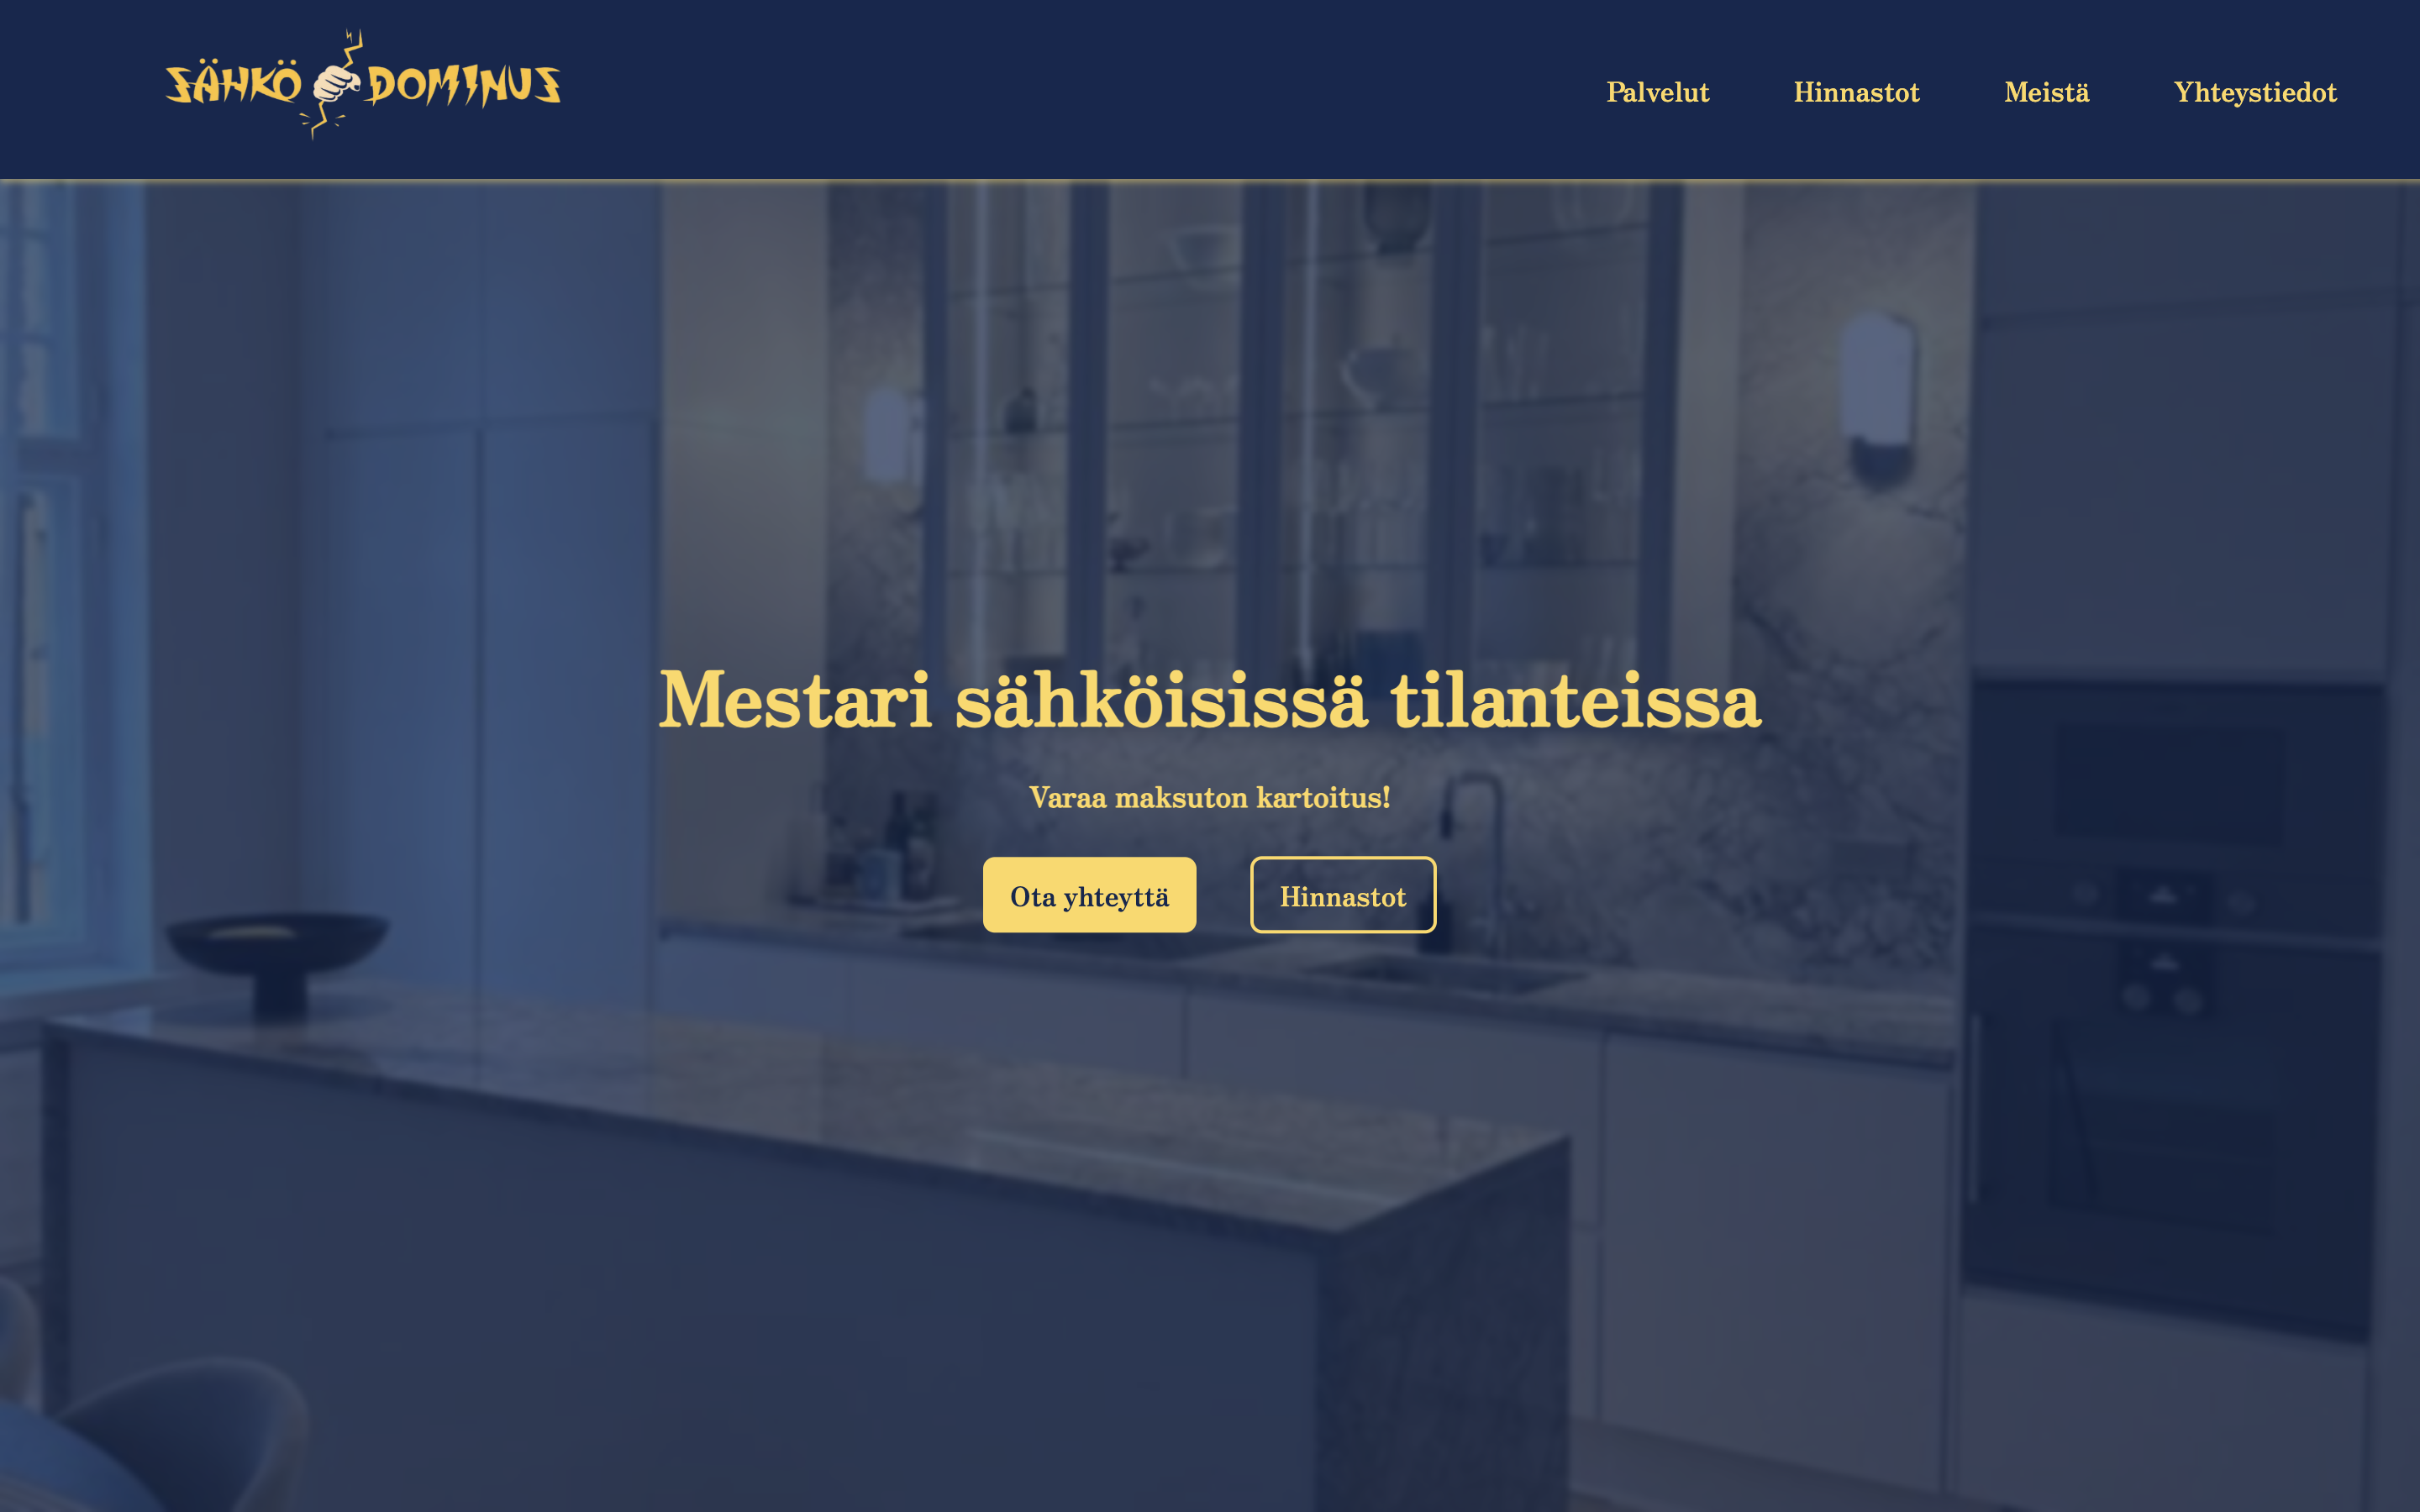 SÄHKÖ DOMINUS
Palvelut Hinnastot Meistä Yhteystiedot
Mestari sähköisissä tilanteissa
Varaa maksuton kartoitus!
Ota yhteyttä Hinnastot